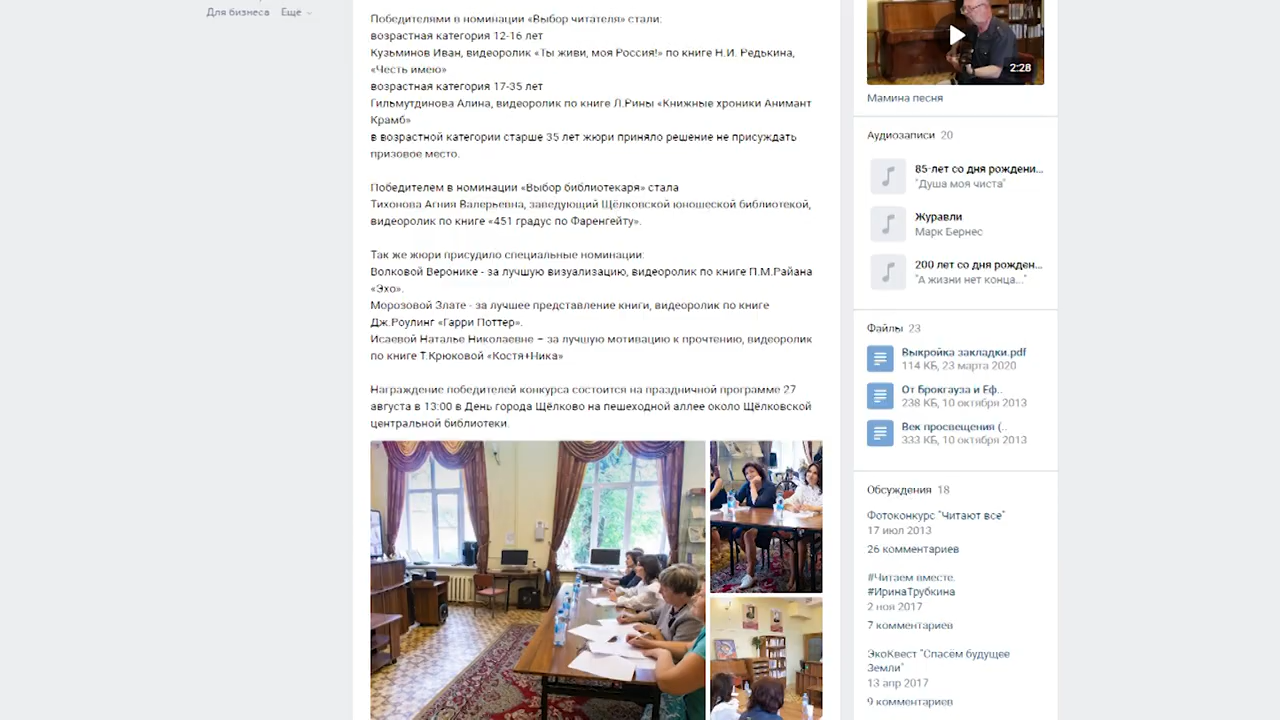 Для бизнеса Ещё
Победителями в номинации «Выбор читателя» стали:
возрастная категория 12-16 лет
Кузьминов Иван, видеоролик «Ты живи, моя Россия!» по книге Н.И. Редькина,
«Честь имею»
возрастная категория 17-35 лет
Гильмутдинова Алина, видеоролик по книге Л.Рины «Книжные хроники Анимант
Крамб»
в возрастной категории старше 35 лет жюри приняло решение не присуждать
призовое место.
Победителем в номинации «Выбор библиотекаря» стала
Тихонова Агния Валерьевна, заведующий Щёлковской юношеской библиотекой,
видеоролик по книге «451 градус по Фаренгейту».
Так же жюри присудило специальные номинации:
Волковой Веронике - за лучшую визуализацию, видеоролик по книге П.М.Райана
«Эхо».
Морозовой Злате - за лучшее представление книги, видеоролик по книге
Дж.Роулинг «Гарри Поттер».
Исаевой Наталье Николаевне – за лучшую мотивацию к прочтению, видеоролик
по книге Т.Крюковой «Костя+Ника»
Награждение победителей конкурса состоится на праздничной программе 27
августа в 13:00 в День города Щёлково на пешеходной аллее около Щёлковской
центральной библиотеки.
2:28
Мамина песня
Аудиозаписи 20
85-лет со дня рождени...
"Душа моя чиста"
Журавли
Марк Бернес
200 лет со дня рожден...
"А жизни нет конца..."
Файлы 23
Выкройка закладки.pdf
114 КБ, 23 марта 2020
От Брокгауза и Еф..
238 КБ, 10 октября 2013
Век просвещения (..
333 КБ, 10 октября 2013
Обсуждения 18
Фотоконкурс "Читают все"
17 июл 2013
26 комментариев
#Читаем вместе.
#ИринаТрубкина
2 ноя 2017
7 комментариев
ЭкоКвест "Спасём будущее
Земли"
13 апр 2017
9 комментариев